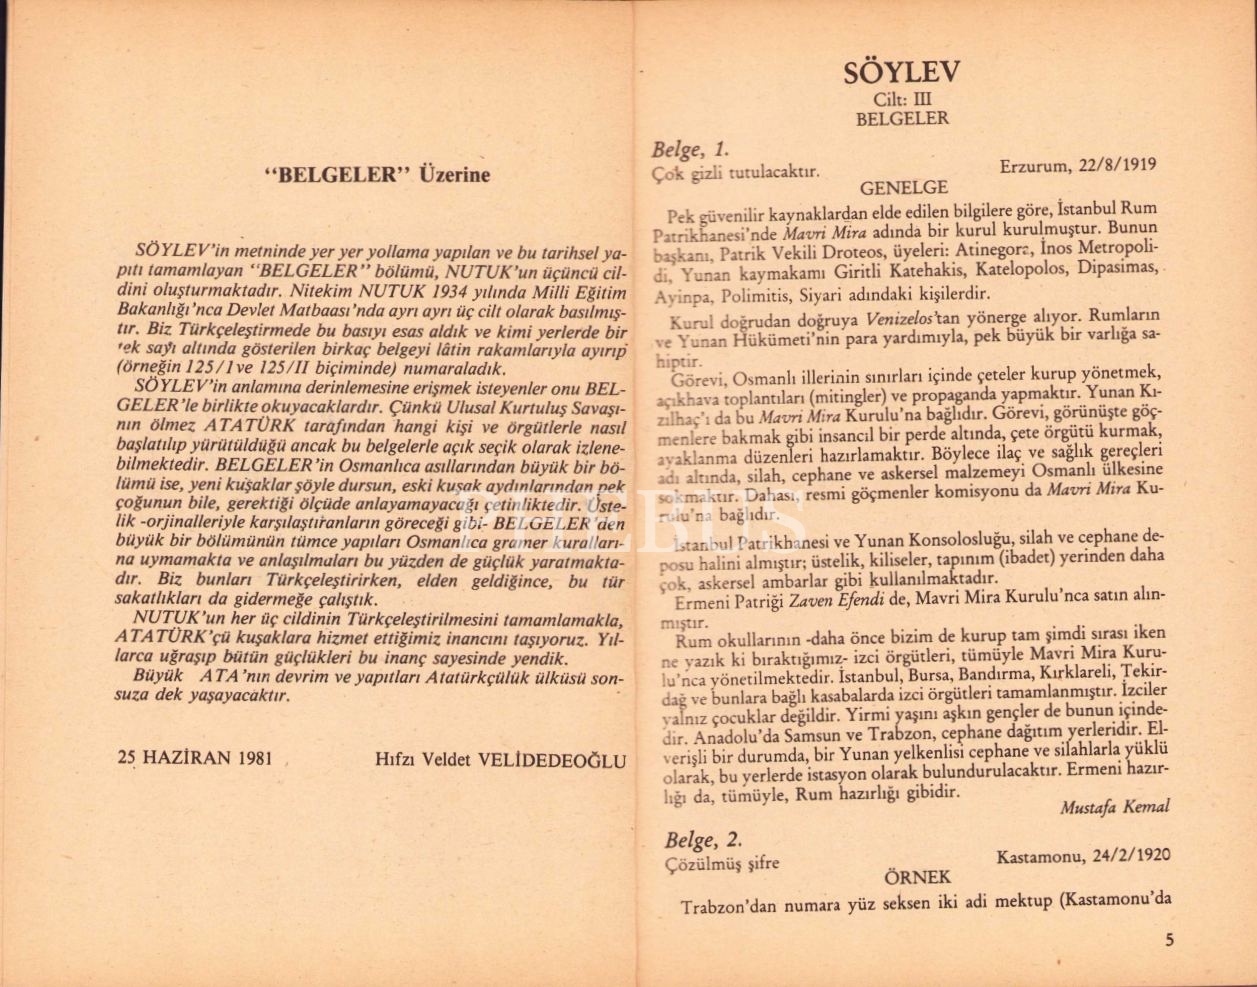 “BELGELER” Üzerine
SÖYLEV’in metninde yer yer yollama yapılan ve bu tarihsel ya-
pıtı tamamlayan “BELGELER” bölümü, NUTUK’un üçüncü cil-
dini oluşturmaktadır. Nitekim NUTUK 1934 yılında Milli Eğitim
Bakanlığı’nca Devlet Matbaası’nda ayrı ayrı üç cilt olarak basılmış-
tır. Biz Türkçeleştirmede bu basıyı esas aldık ve kimi yerlerde bir
tek sayı altında gösterilen birkaç belgeyi lâtin rakamlarıyla ayırıp
(örneğin 125/I ve 125/II biçiminde) numaraladık.
SÖYLEV’in anlamına derinlemesine erişmek isteyenler onu BEL-
GELER’le birlikte okuyacaklardır. Çünkü Ulusal Kurtuluş Savaşı-
nın ölmez ATATÜRK tarafından hangi kişi ve örgütlerle nasıl
başlatılıp yürütüldüğü ancak bu belgelerle açık seçik olarak izlene-
bilmektedir. BELGELER’in Osmanlıca asıllarından büyük bir bö-
lümü ise, yeni kuşaklar şöyle dursun, eski kuşak aydınlarından pek
çoğunun bile, gerektiği ölçüde anlayamayacağı çetinliktedir. Üste-
lik -orjinalleriyle karşılaştıranların göreceği gibi- BELGELER’den
büyük bir bölümünün tümce yapıları Osmanlıca gramer kuralları-
na uymamakta ve anlaşılmaları bu yüzden de güçlük yaratmakta-
dır. Biz bunları Türkçeleştirirken, elden geldiğince, bu tür
sakatlıkları da gidermeğe çalıştık.
NUTUK’un her üç cildinin Türkçeleştirilmesini tamamlamakla,
ATATÜRK’çü kuşaklara hizmet ettiğimiz inancını taşıyoruz. Yıl-
larca uğraşıp bütün güçlükleri bu inanç sayesinde yendik.
Büyük ATA’nın devrim ve yapıtları Atatürkçülük ülküsü son-
suza dek yaşayacaktır.
25 HAZİRAN 1981 Hıfzı Veldet VELİDEDEOĞLU
SÖYLEV
Cilt: III
BELGELER
Belge, 1.
Çok gizli tutulacaktır. Erzurum, 22/8/1919
GENELGE
Pek güvenilir kaynaklardan elde edilen bilgilere göre, İstanbul Rum
Patrikhanesi’nde Mavri Mira adında bir kurul kurulmuştur. Bunun
başkanı, Patrik Vekili Droteos, üyeleri: Atinegora, İnos Metropoli-
di, Yunan kaymakamı Giritli Katehakis, Katelopolos, Dipasimas,
Ayinpa, Polimitis, Siyari adındaki kişilerdir.
Kurul doğrudan doğruya Venizelos’tan yönerge alıyor. Rumların
ve Yunan Hükümeti’nin para yardımıyla, pek büyük bir varlığa sa-
hiptir.
Görevi, Osmanlı illerinin sınırları içinde çeteler kurup yönetmek,
açıkhava toplantıları (mitingler) ve propaganda yapmaktır. Yunan Kı-
zılhaç’ı da bu Mavri Mira Kurulu’na bağlıdır. Görevi, görünüşte göç-
menlere bakmak gibi insancıl bir perde altında, çete örgütü kurmak,
ayaklanma düzenleri hazırlamaktır. Böylece ilaç ve sağlık gereçleri
adı altında, silah, cephane ve askersel malzemeyi Osmanlı ülkesine
sokmaktır. Dahası, resmi göçmenler komisyonu da Mavri Mira Ku-
rulu’na bağlıdır.
İstanbul Patrikhanesi ve Yunan Konsolosluğu, silah ve cephane de-
posu halini almıştır; üstelik, kiliseler, tapınım (ibadet) yerinden daha
çok, askersel ambarlar gibi kullanılmaktadır.
Ermeni Patriği Zaven Efendi de, Mavri Mira Kurulu’nca satın alın-
mıştır.
Rum okullarının -daha önce bizim de kurup tam şimdi sırası iken
ne yazık ki bıraktığımız- izci örgütleri, tümüyle Mavri Mira Kuru-
lu’nca yönetilmektedir. İstanbul, Bursa, Bandırma, Kırklareli, Tekir-
dağ ve bunlara bağlı kasabalarda izci örgütleri tamamlanmıştır. İzciler
yalnız çocuklar değildir. Yirmi yaşını aşkın gençler de bunun içinde-
dir. Anadolu’da Samsun ve Trabzon, cephane dağıtım yerleridir. El-
verişli bir durumda, bir Yunan yelkenlisi cephane ve silahlarla yüklü
olarak, bu yerlerde istasyon olarak bulundurulacaktır. Ermeni hazır-
lığı da, tümüyle, Rum hazırlığı gibidir.
Mustafa Kemal
Belge, 2.
Çözülmüş şifre Kastamonu, 24/2/1920
ÖRNEK
Trabzon’dan numara yüz seksen iki adi mektup (Kastamonu’da
5